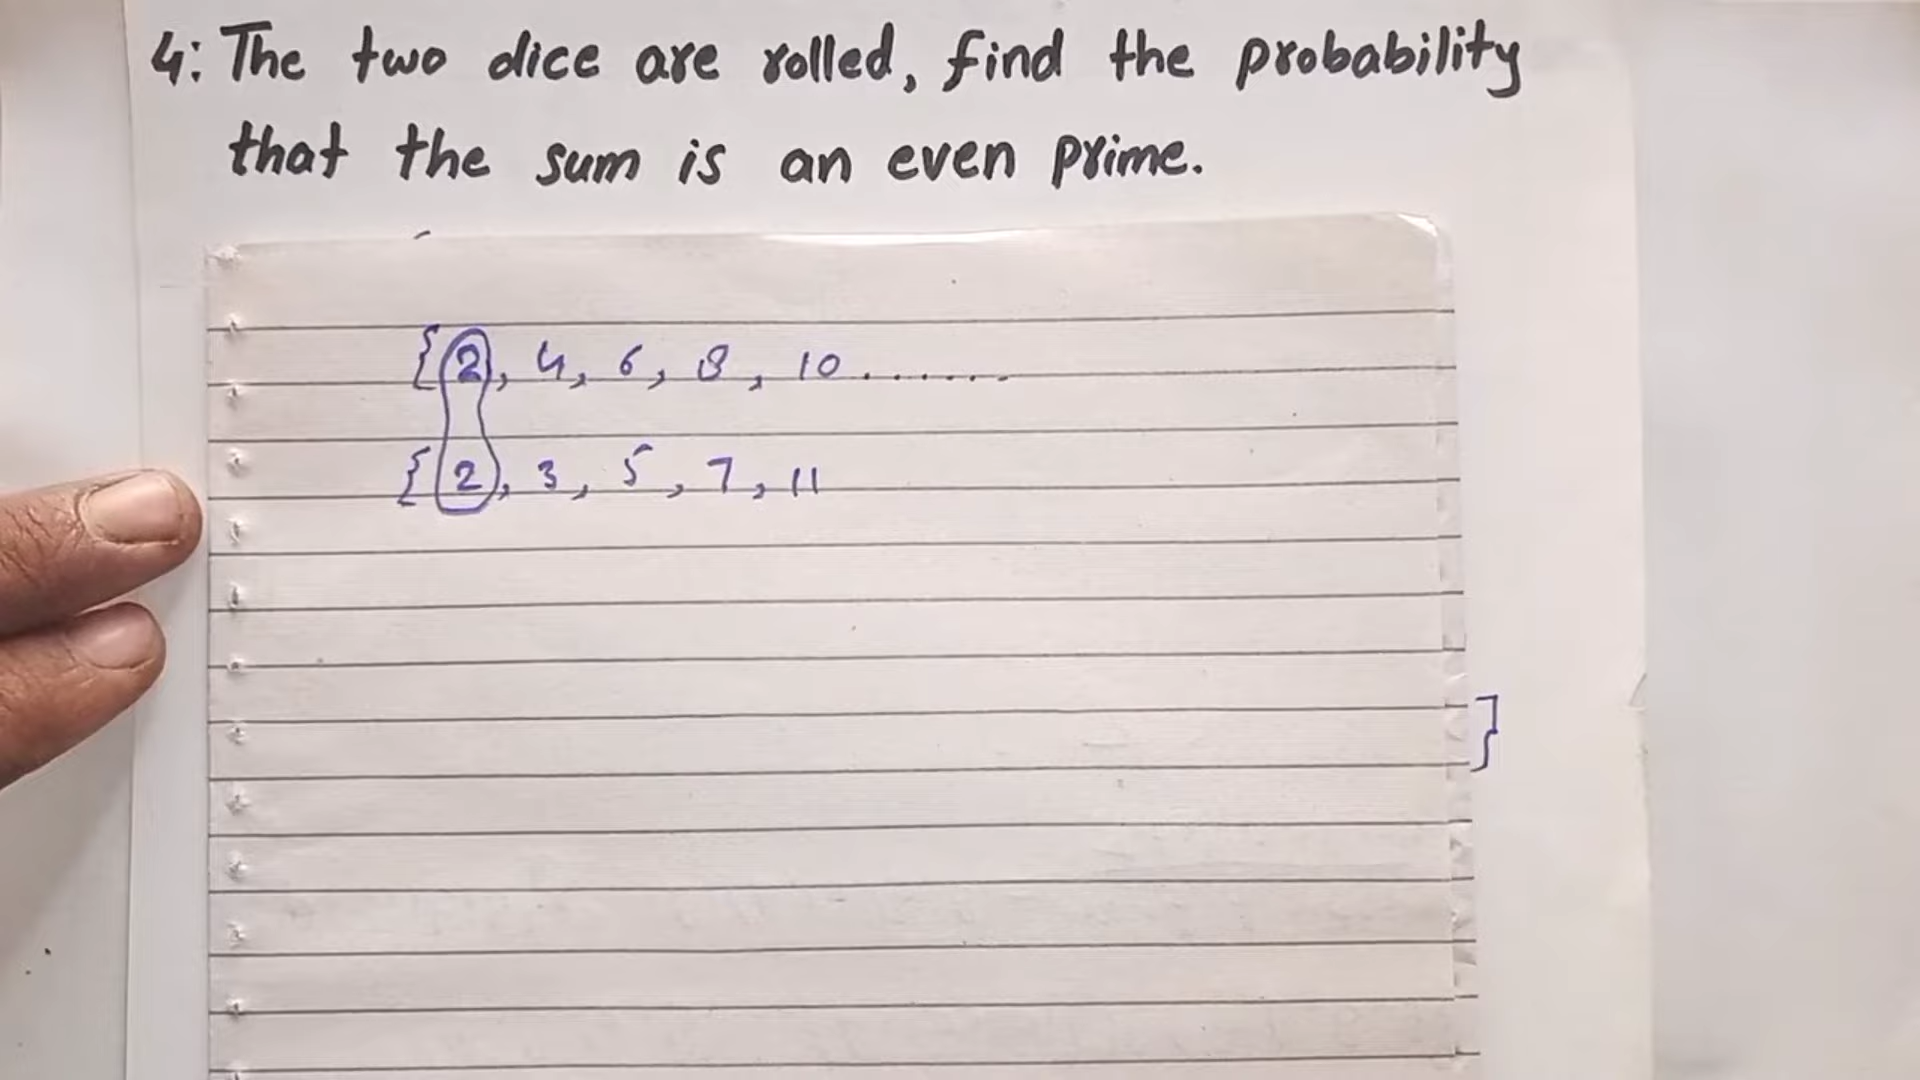 4: The two dice are rolled, find the probability
that the sum is an even prime.
{2, 4, 6, 8, 10.......
{2, 3, 5, 7, 11
}